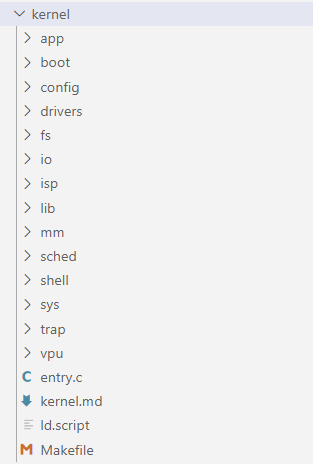 kernel
app
boot
config
drivers
fs
io
isp
lib
mm
sched
shell
sys
trap
vpu
C entry.c
kernel.md
ld.script
M Makefile